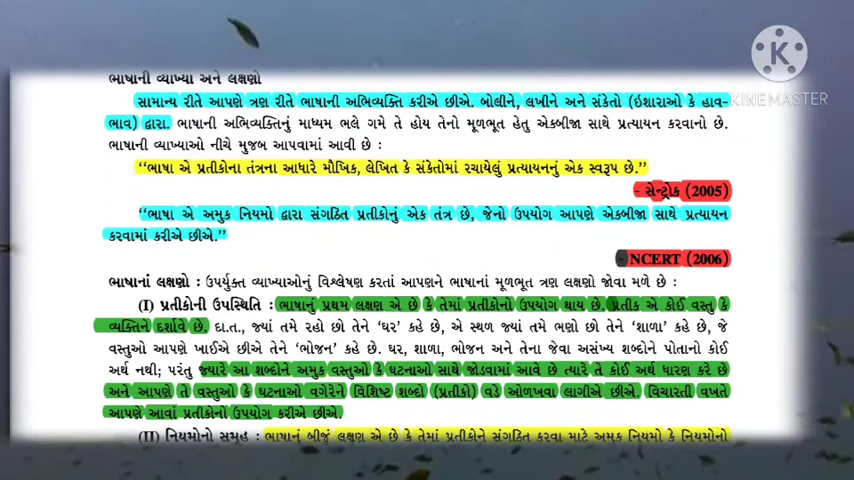 ભાષાની વ્યાખ્યા અને લક્ષણો
સામાન્ય રીતે આપણે ત્રણ રીતે ભાષાની અભિવ્યક્તિ કરીએ છીએ. બોલીને, લખીને અને સંકેતો (ઇશારાઓ કે હાવ-
ભાવ) દ્વારા. ભાષાની અભિવ્યક્તિનું માધ્યમ ભલે ગમે તે હોય તેનો મૂળભૂત હેતુ એકબીજા સાથે પ્રત્યાયન કરવાનો છે.
ભાષાની વ્યાખ્યાઓ નીચે મુજબ આપવામાં આવી છે :
‘‘ભાષા એ પ્રતીકોના તંત્રના આધારે મૌખિક, લેખિત કે સંકેતોમાં રચાયેલું પ્રત્યાયનનું એક સ્વરૂપ છે.’’
- સેન્ટ્રોક (2005)
‘‘ભાષા એ અમુક નિયમો દ્વારા સંગઠિત પ્રતીકોનું એક તંત્ર છે, જેનો ઉપયોગ આપણે એકબીજા સાથે પ્રત્યાયન
કરવામાં કરીએ છીએ.’’
- NCERT (2006)
ભાષાનાં લક્ષણો : ઉપર્યુક્ત વ્યાખ્યાઓનું વિશ્લેષણ કરતાં આપણને ભાષાનાં મૂળભૂત ત્રણ લક્ષણો જોવા મળે છે :
(I) પ્રતીકોની ઉપસ્થિતિ : ભાષાનું પ્રથમ લક્ષણ એ છે કે તેમાં પ્રતીકોનો ઉપયોગ થાય છે. પ્રતીક એ કોઈ વસ્તુ કે
વ્યક્તિને દર્શાવે છે. દા.ત., જ્યાં તમે રહો છો તેને ‘ઘર’ કહે છે, એ સ્થળ જ્યાં તમે ભણો છો તેને ‘શાળા’ કહે છે, જે
વસ્તુઓ આપણે ખાઈએ છીએ તેને ‘ભોજન’ કહે છે. ઘર, શાળા, ભોજન અને તેના જેવા અસંખ્ય શબ્દોને પોતાનો કોઈ
અર્થ નથી; પરંતુ જ્યારે આ શબ્દોને અમુક વસ્તુઓ કે ઘટનાઓ સાથે જોડવામાં આવે છે ત્યારે તે કોઈ અર્થ ધારણ કરે છે
અને આપણે તે વસ્તુઓ કે ઘટનાઓ વગેરેને વિશિષ્ટ શબ્દો (પ્રતીકો) વડે ઓળખવા લાગીએ છીએ. વિચારતી વખતે
આપણે આવાં પ્રતીકોનો ઉપયોગ કરીએ છીએ.
(II) નિયમોનો સમૂહ : ભાષાનું બીજું લક્ષણ એ છે કે તેમાં પ્રતીકોને સંગઠિત કરવા માટે અમુક નિયમો કે નિયમોનો
KINEMASTER